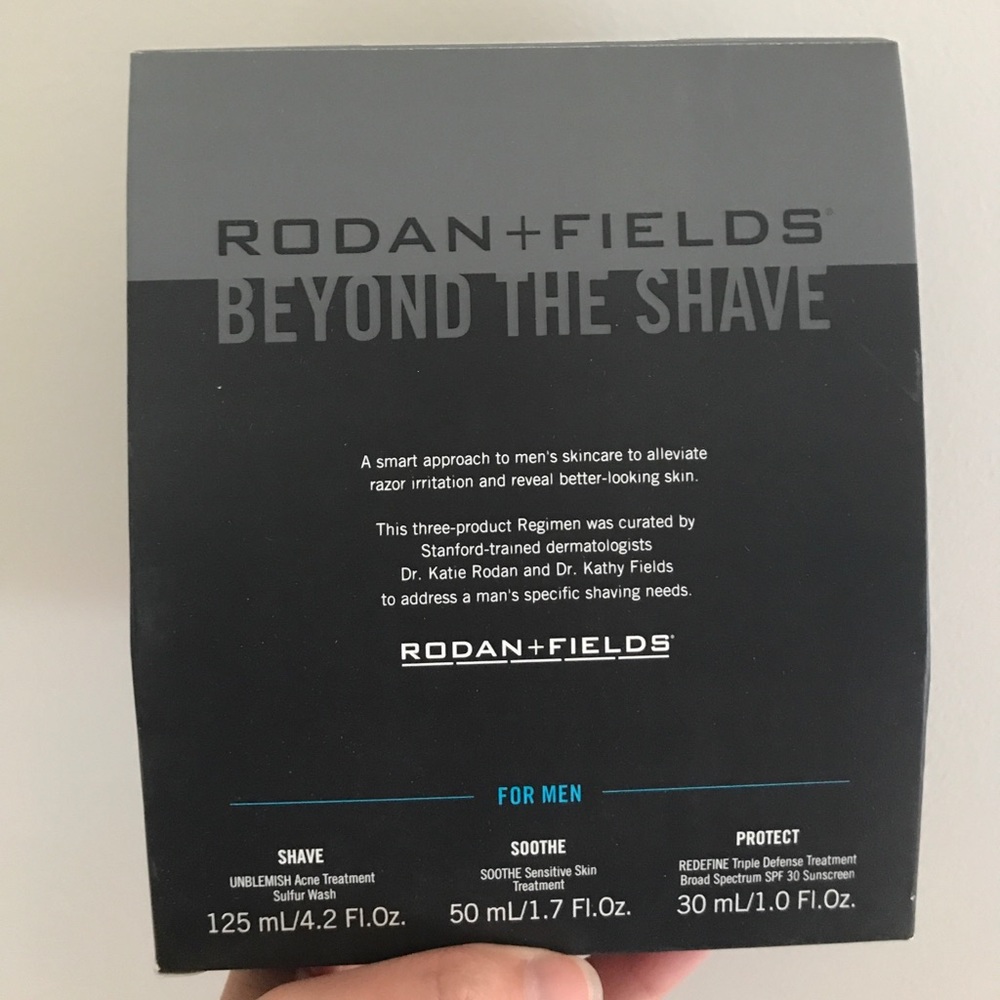 RODAN+FIELDS®
BEYOND THE SHAVE
A smart approach to men's skincare to alleviate
razor irritation and reveal better-looking skin.
This three-product Regimen was curated by
Stanford-trained dermatologists
Dr. Katie Rodan and Dr. Kathy Fields
to address a man's specific shaving needs.
RODAN+FIELDS®
FOR MEN
SHAVE
UNBLEMISH Acne Treatment
Sulfur Wash
125 mL/4.2 Fl.Oz.
SOOTHE
SOOTHE Sensitive Skin
Treatment
50 mL/1.7 Fl.Oz.
PROTECT
REDEFINE Triple Defense Treatment
Broad Spectrum SPF 30 Sunscreen
30 mL/1.0 Fl.Oz.